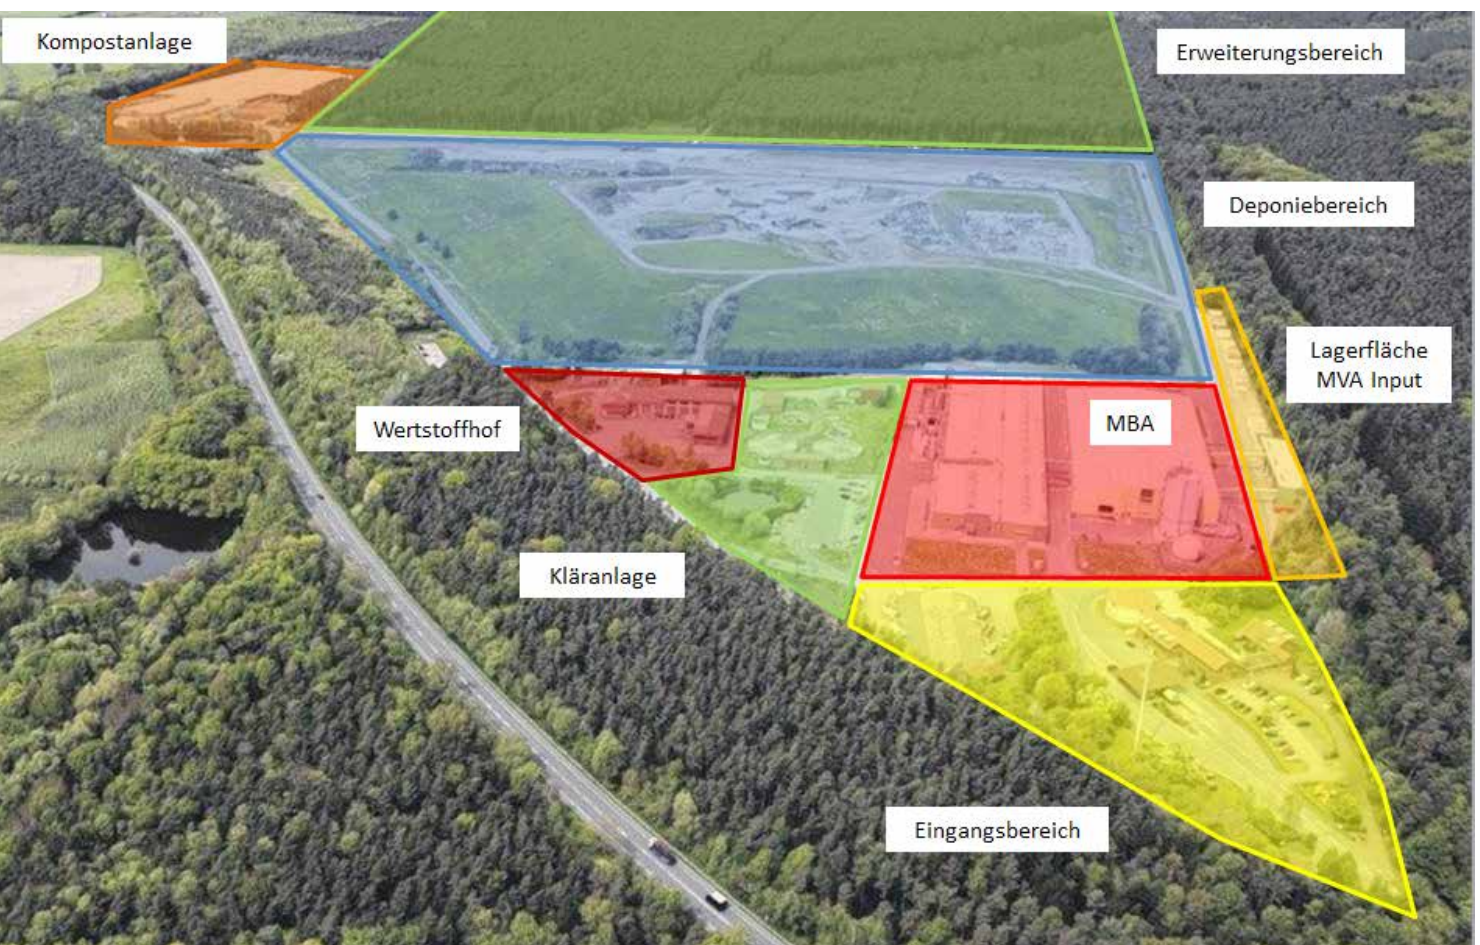 Kompostanlage
Erweiterungsbereich
Deponiebereich
Lagerfläche
MVA Input
MBA
Wertstoffhof
Kläranlage
Eingangsbereich